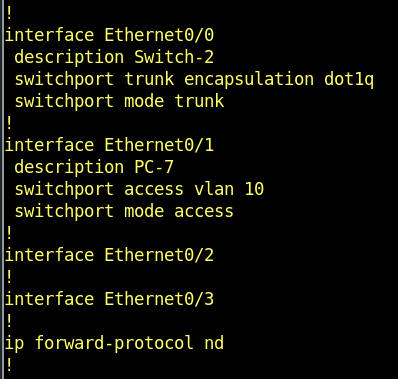 !
interface Ethernet0/0
 description Switch-2
 switchport trunk encapsulation dot1q
 switchport mode trunk
!
interface Ethernet0/1
 description PC-7
 switchport access vlan 10
 switchport mode access
!
interface Ethernet0/2
!
interface Ethernet0/3
!
ip forward-protocol nd
!